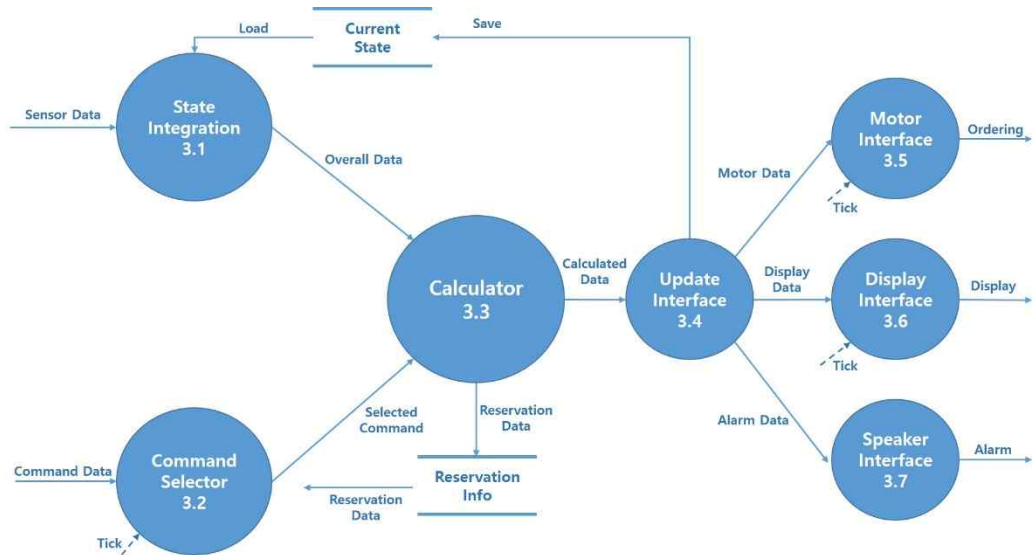 Load
Current
State
Save
Sensor Data
State
Integration
3.1
Overall Data
Motor
Interface
3.5
Ordering
Motor Data
Tick
Calculator
3.3
Calculated
Data
Update
Interface
3.4
Display
Data
Display
Interface
3.6
Display
Tick
Selected
Command
Reservation
Data
Alarm Data
Command Data
Command
Selector
3.2
Reservation
Data
Reservation
Info
Speaker
Interface
3.7
Alarm
Tick